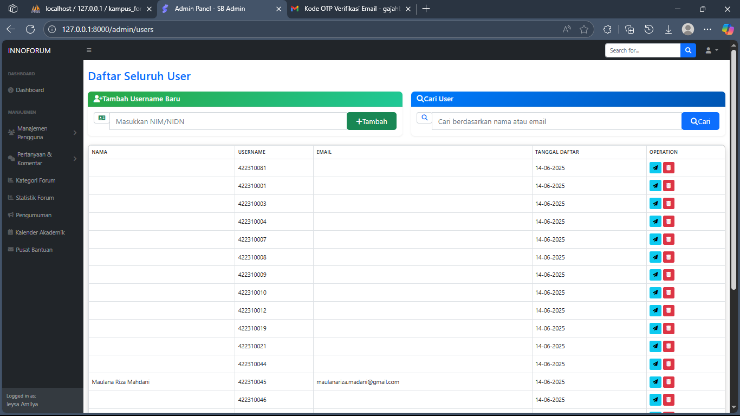 localhost / 127.0.0.1 / kampus_fo
Admin Panel - SB Admin
Kode OTP Verifikasi Email - gajah
127.0.0.1:8000/admin/users
INNOFORUM
Search for...
DASHBOARD
Dashboard
MANAJEMEN
Manajemen
Pengguna
Pertanyaan &
Komentar
Kategori Forum
Statistik Forum
Pengumuman
Kalender Akademik
Pusat Bantuan
Logged in as:
Daftar Seluruh User
Tambah Username Baru
Masukkan NIM/NIDN
Tambah
Cari User
Cari berdasarkan nama atau email
Cari
NAMA USERNAME EMAIL TANGGAL DAFTAR OPERATION
422310081 14-06-2025
422310001 14-06-2025
422310003 14-06-2025
422310004 14-06-2025
422310007 14-06-2025
422310008 14-06-2025
422310009 14-06-2025
422310010 14-06-2025
422310012 14-06-2025
422310019 14-06-2025
422310021 14-06-2025
422310044 14-06-2025
Maulana Riza Mahdani 422310045 maulanariza.madani@gmail.com 14-06-2025
422310046 14-06-2025